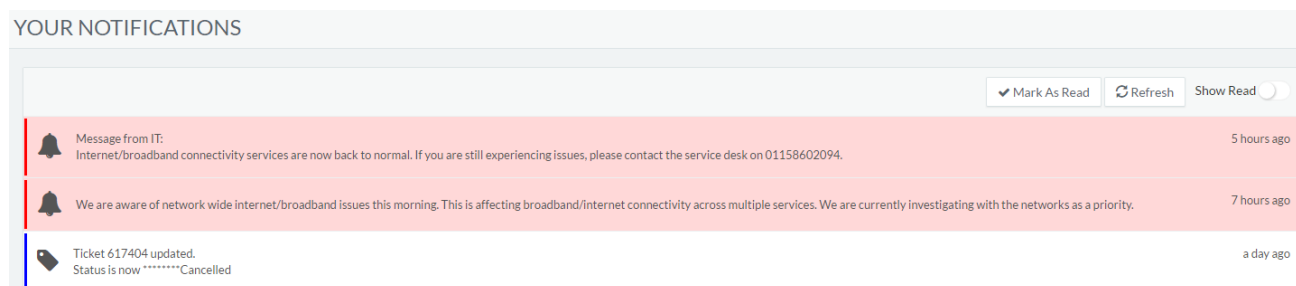 YOUR NOTIFICATIONS
Mark As Read
Refresh
Show Read
Message from IT:
5 hours ago
Internet/broadband connectivity services are now back to normal. If you are still experiencing issues, please contact the service desk on 01158602094.
We are aware of network wide internet/broadband issues this morning. This is affecting broadband/internet connectivity across multiple services. We are currently investigating with the networks as a priority.
7 hours ago
Ticket 617404 updated.
a day ago
Status is now ********Cancelled